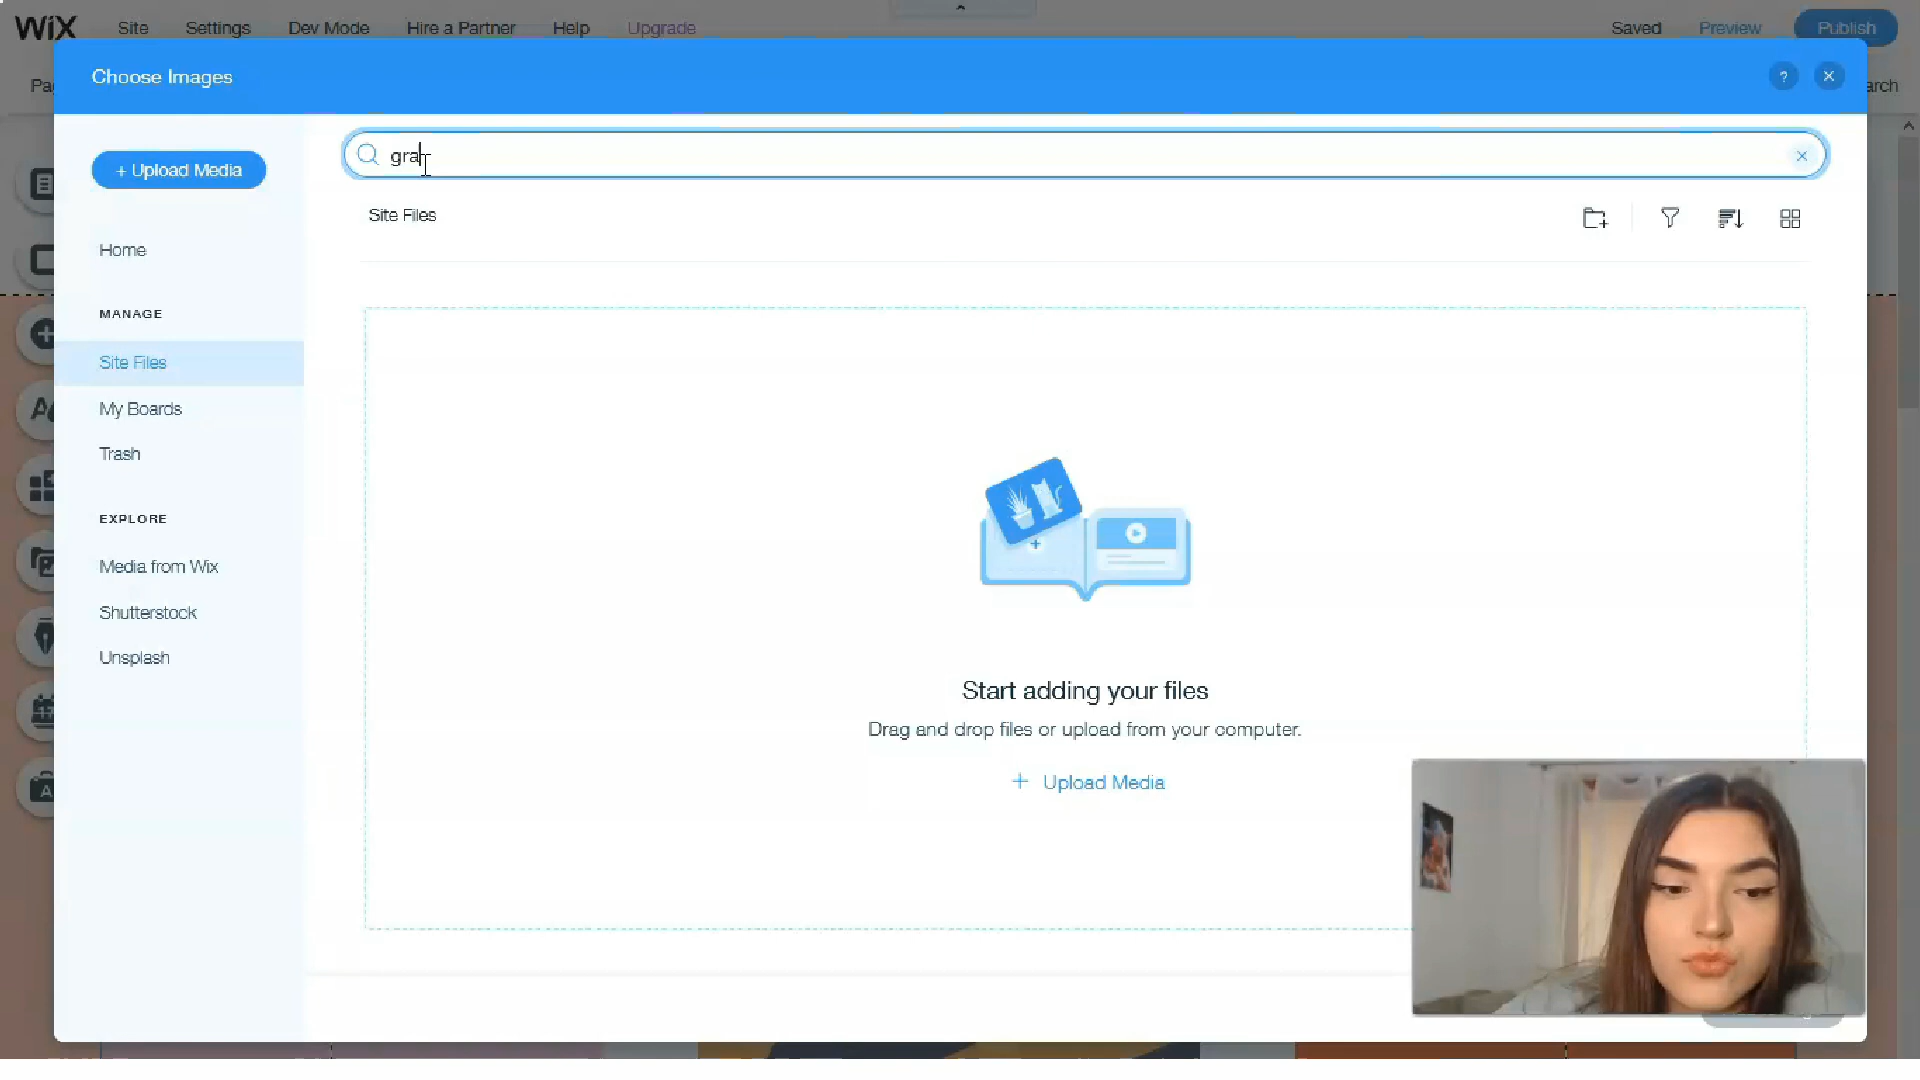 WiX Site Settings Dev Mode Hire a Partner Help Upgrade Saved Preview Publish
Choose Images ?
gra
+ Upload Media
Site Files
Home
MANAGE
Site Files
My Boards
Trash
EXPLORE
Media from Wix
Shutterstock
Unsplash
Start adding your files
Drag and drop files or upload from your computer.
+ Upload Media